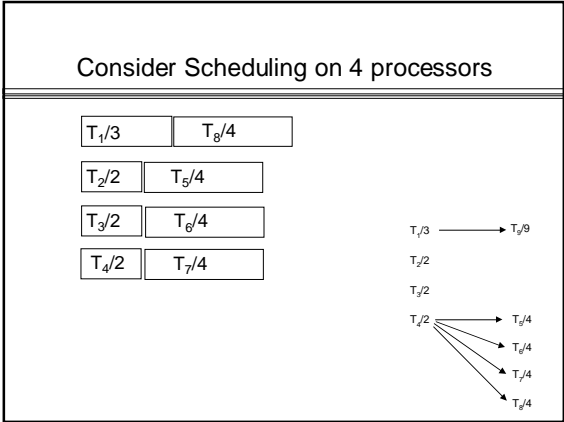 Consider Scheduling on 4 processors
T₁/3 T₈/4
T₂/2 T₅/4
T₃/2 T₆/4
T₄/2 T₇/4
T₁/3 T₉/9
T₂/2
T₃/2
T₄/2 T₅/4
T₆/4
T₇/4
T₈/4